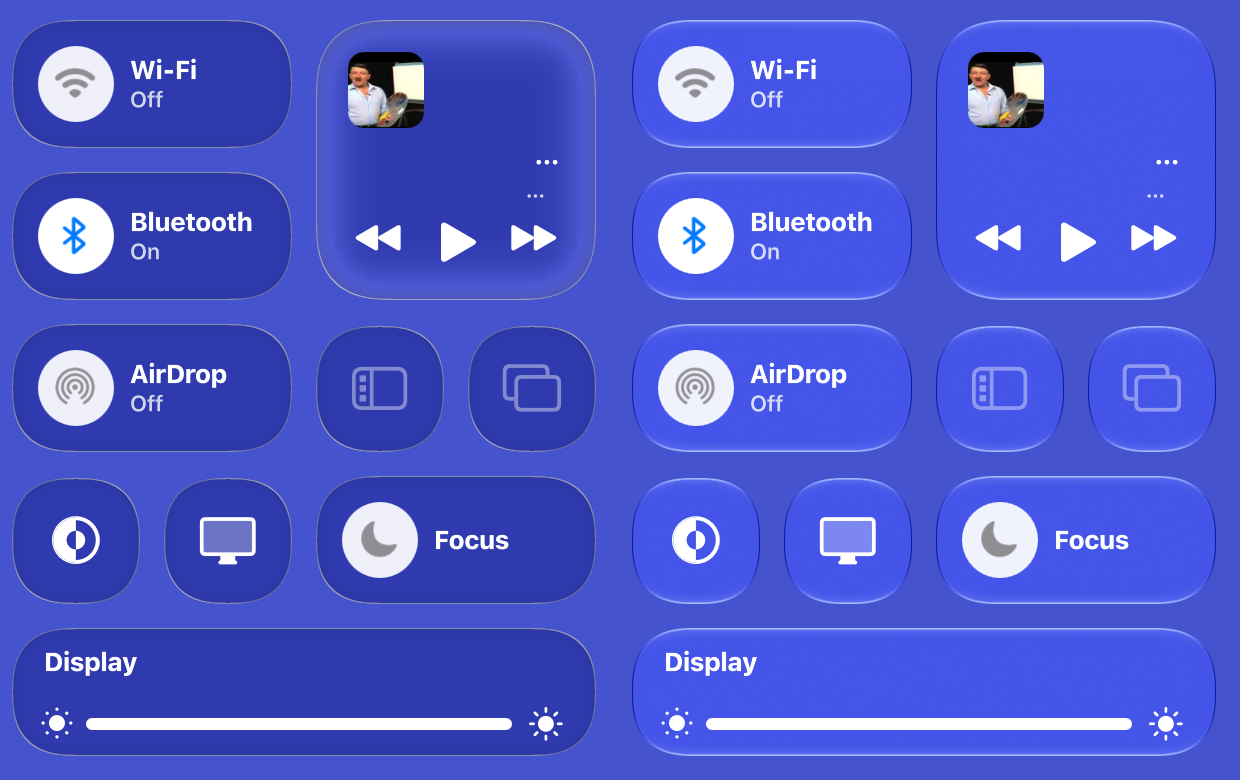 Wi-Fi
Off
...
...
Bluetooth
On
AirDrop
Off
Focus
Display
Wi-Fi
Off
...
...
Bluetooth
On
AirDrop
Off
Focus
Display